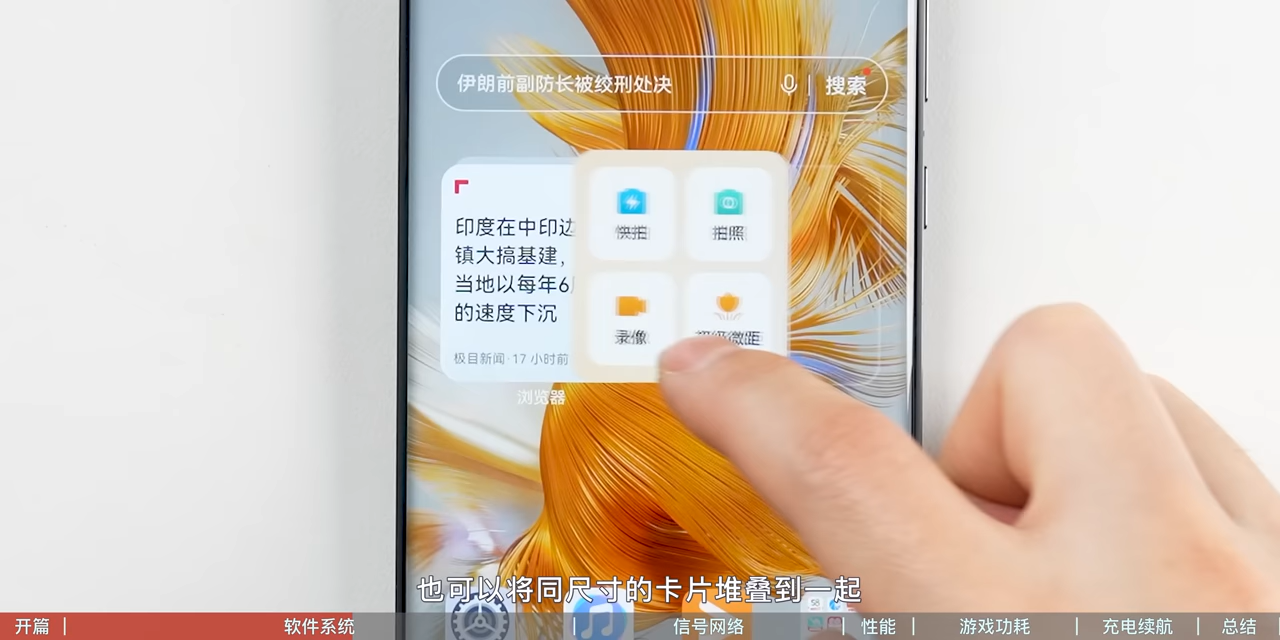 伊朗前副防长被绞刑处决
搜索
印度在中印边
镇大搞基建，
当地以每年6
的速度下沉
极目新闻·17 小时前
浏览器
快拍
拍照
录像
超级微距
也可以将同尺寸的卡片堆叠到一起
开篇
软件系统
信号网络
性能
游戏功耗
充电续航
总结